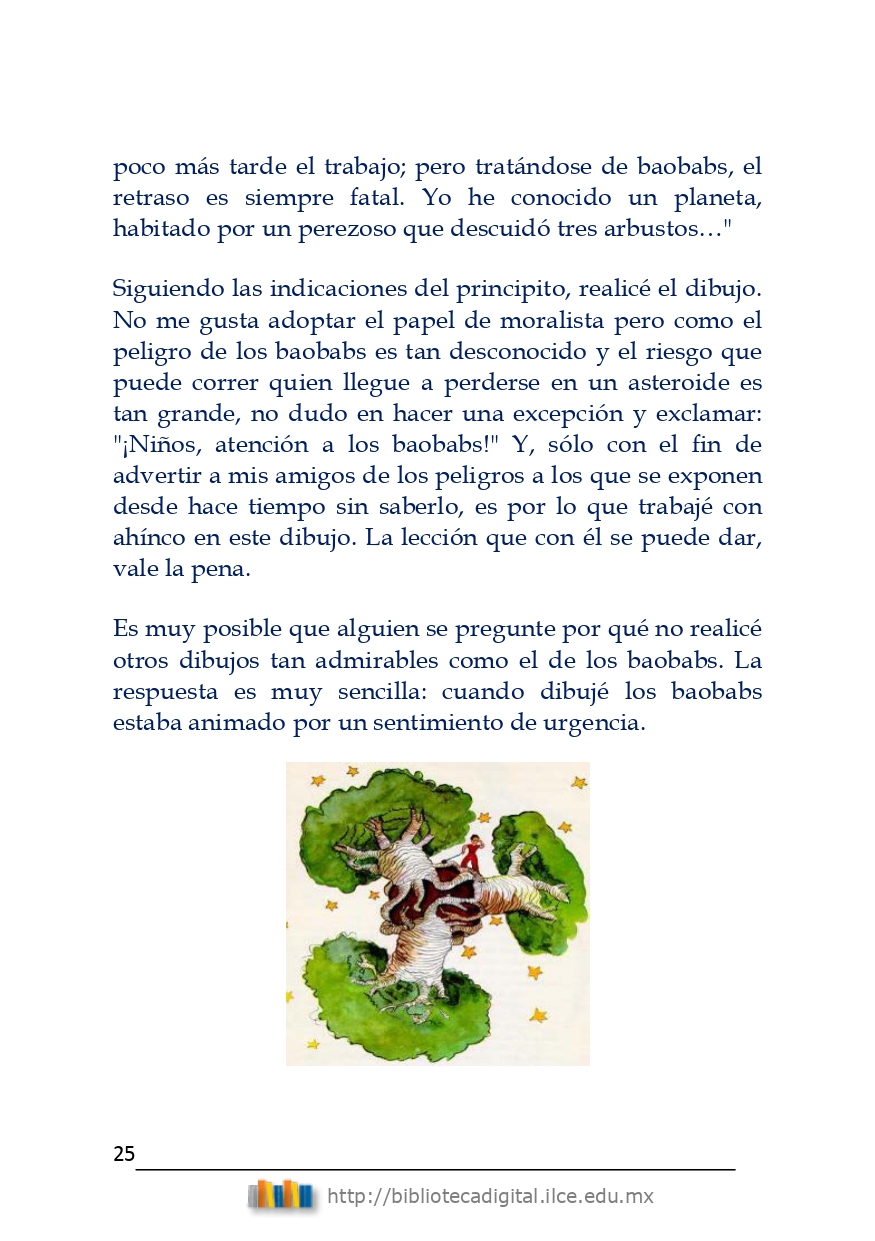 poco más tarde el trabajo; pero tratándose de baobabs, el
retraso es siempre fatal. Yo he conocido un planeta,
habitado por un perezoso que descuidó tres arbustos…"
Siguiendo las indicaciones del principito, realicé el dibujo.
No me gusta adoptar el papel de moralista pero como el
peligro de los baobabs es tan desconocido y el riesgo que
puede correr quien llegue a perderse en un asteroide es
tan grande, no dudo en hacer una excepción y exclamar:
"¡Niños, atención a los baobabs!" Y, sólo con el fin de
advertir a mis amigos de los peligros a los que se exponen
desde hace tiempo sin saberlo, es por lo que trabajé con
ahínco en este dibujo. La lección que con él se puede dar,
vale la pena.
Es muy posible que alguien se pregunte por qué no realicé
otros dibujos tan admirables como el de los baobabs. La
respuesta es muy sencilla: cuando dibujé los baobabs
estaba animado por un sentimiento de urgencia.
25
http://bibliotecadigital.ilce.edu.mx